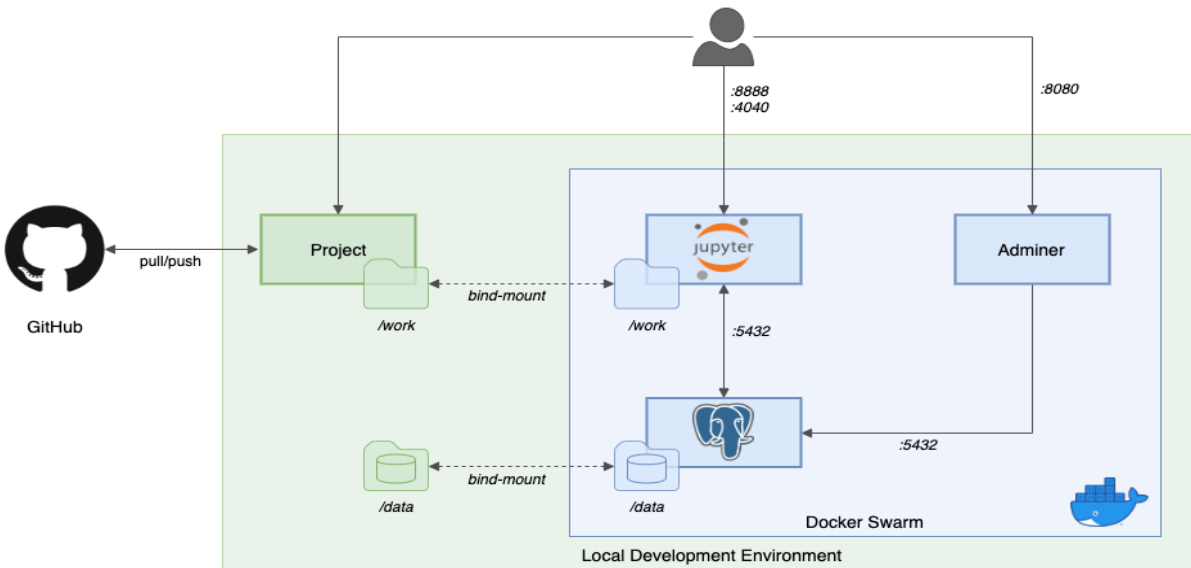 :8888
:4040
:8080
Project
jupyter
Adminer
pull/push
GitHub
bind-mount
/work
/work
:5432
:5432
bind-mount
/data
/data
Docker Swarm
Local Development Environment